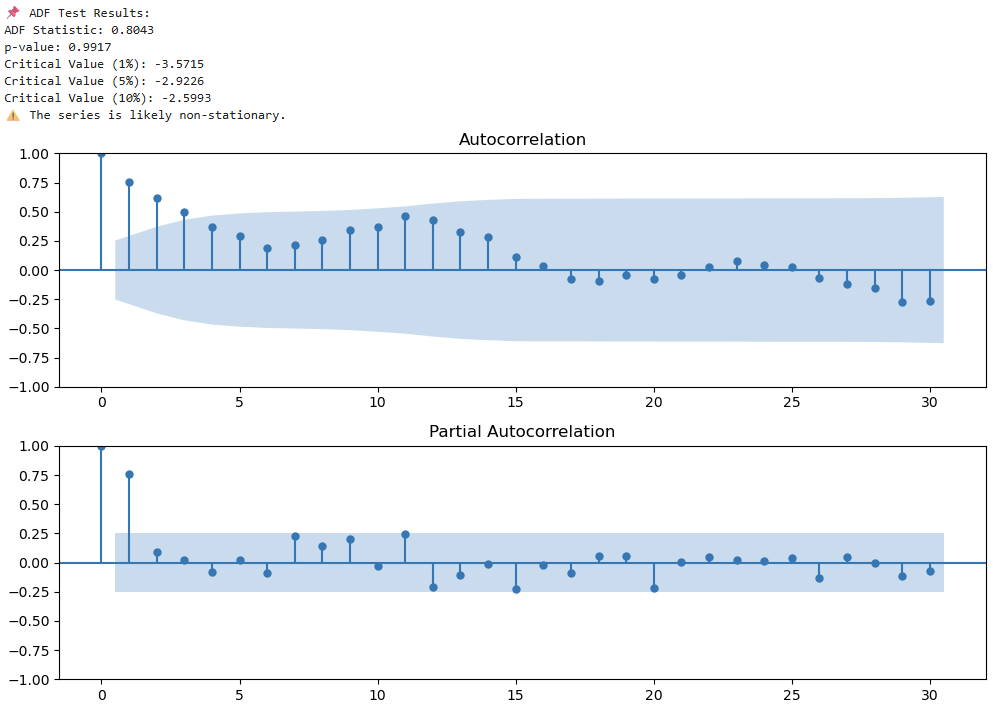 📌 ADF Test Results:
ADF Statistic: 0.8043
p-value: 0.9917
Critical Value (1%): -3.5715
Critical Value (5%): -2.9226
Critical Value (10%): -2.5993
⚠️ The series is likely non-stationary.
Autocorrelation
1.00
0.75
0.50
0.25
0.00
−0.25
−0.50
−0.75
−1.00
0 5 10 15 20 25 30
Partial Autocorrelation
1.00
0.75
0.50
0.25
0.00
−0.25
−0.50
−0.75
−1.00
0 5 10 15 20 25 30